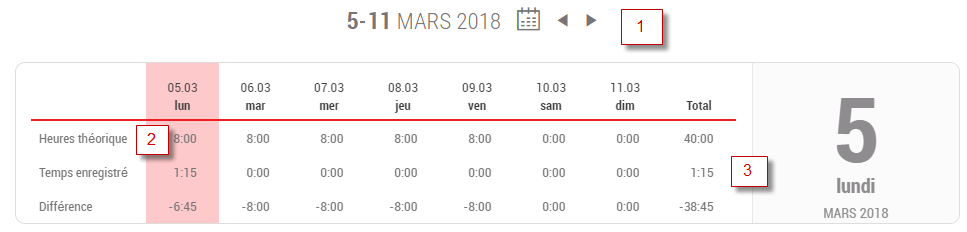 5-11 MARS 2018
1
05.03 06.03 07.03 08.03 09.03 10.03 11.03
lun mar mer jeu ven sam dim Total
Heures théorique 2 8:00 8:00 8:00 8:00 8:00 0:00 0:00 40:00
Temps enregistré 1:15 0:00 0:00 0:00 0:00 0:00 0:00 1:15 3
Différence -6:45 -8:00 -8:00 -8:00 -8:00 0:00 0:00 -38:45
5
lundi
MARS 2018